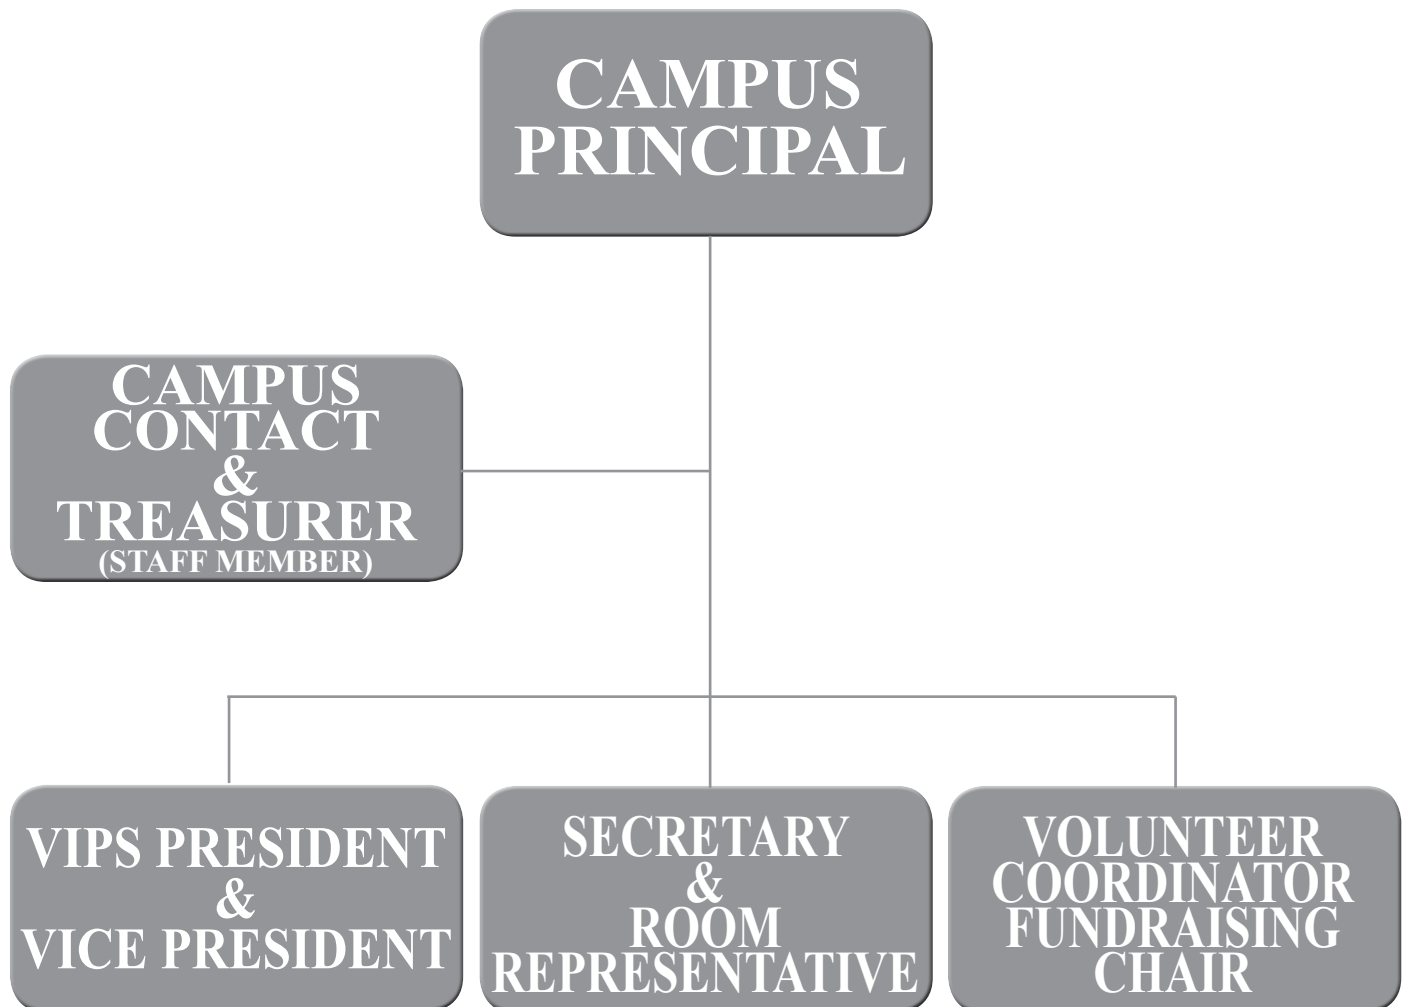 CAMPUS
PRINCIPAL
CAMPUS
CONTACT
&
TREASURER
(STAFF MEMBER)
VIPS PRESIDENT
&
VICE PRESIDENT
SECRETARY
&
ROOM
REPRESENTATIVE
VOLUNTEER
COORDINATOR
FUNDRAISING
CHAIR